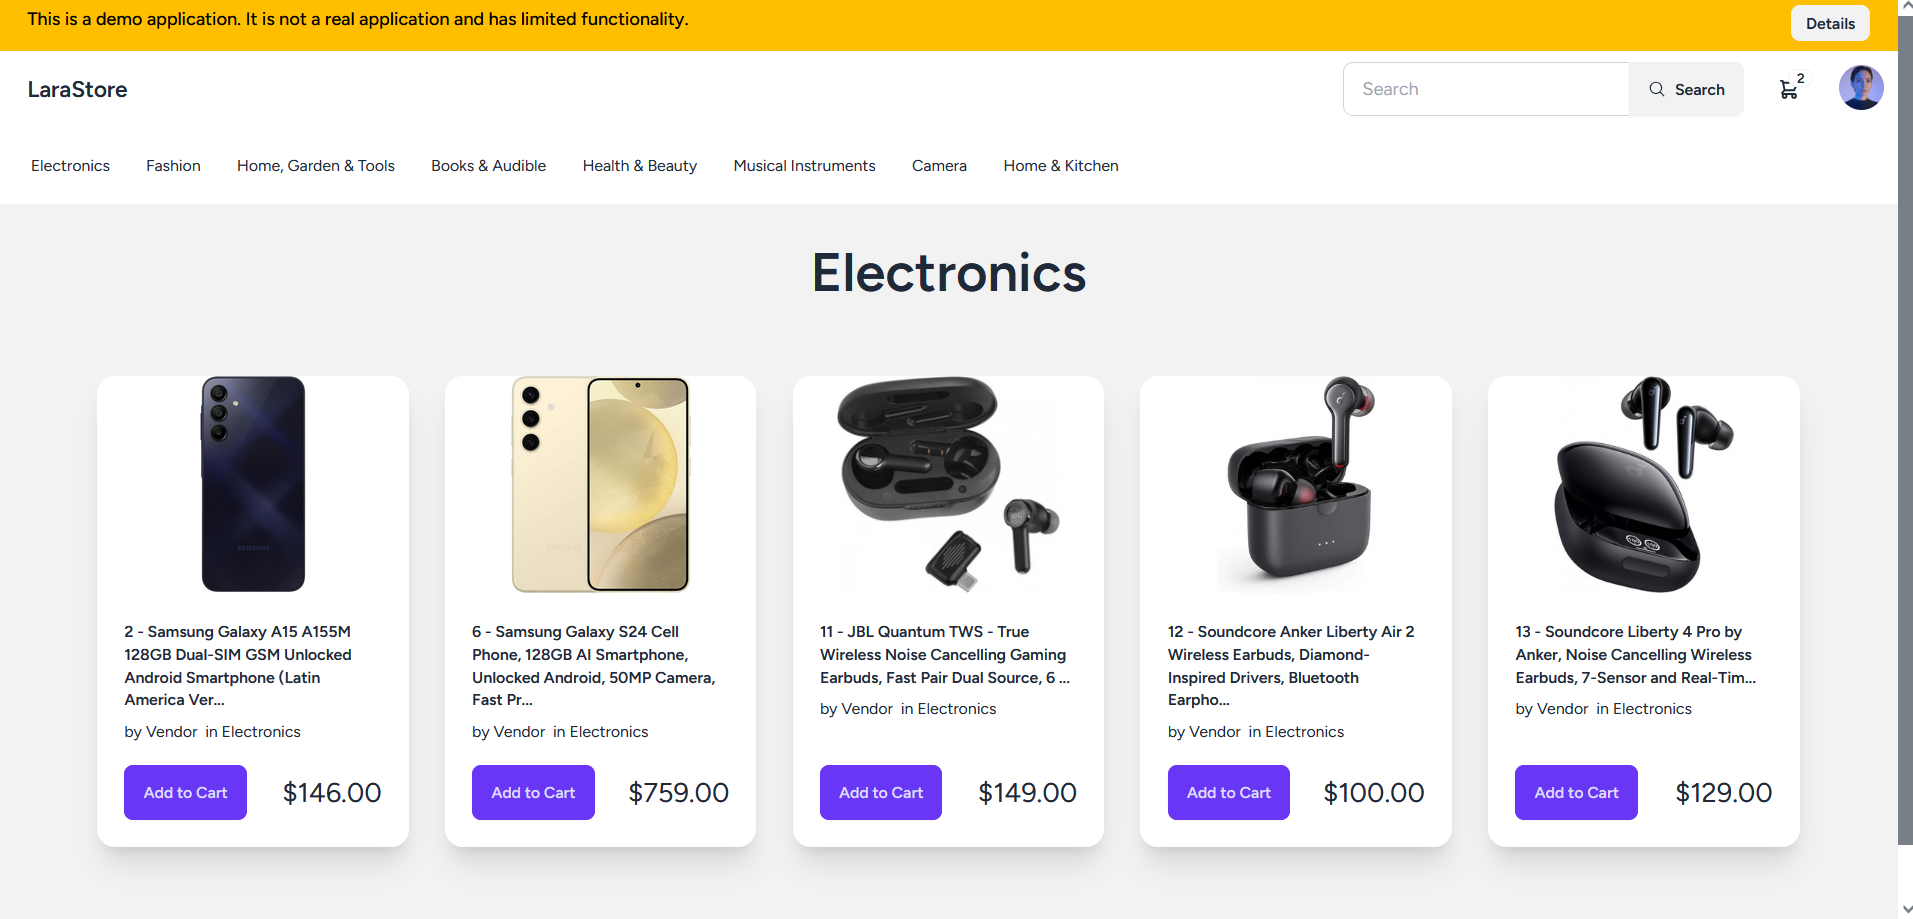 This is a demo application. It is not a real application and has limited functionality.
Details
LaraStore
Search
Search
2
Electronics
Fashion
Home, Garden & Tools
Books & Audible
Health & Beauty
Musical Instruments
Camera
Home & Kitchen
Electronics
SAMSUNG
2 - Samsung Galaxy A15 A155M
128GB Dual-SIM GSM Unlocked
Android Smartphone (Latin
America Ver...
by Vendor in Electronics
Add to Cart
$146.00
6 - Samsung Galaxy S24 Cell
Phone, 128GB AI Smartphone,
Unlocked Android, 50MP Camera,
Fast Pr...
by Vendor in Electronics
Add to Cart
$759.00
11 - JBL Quantum TWS - True
Wireless Noise Cancelling Gaming
Earbuds, Fast Pair Dual Source, 6 ...
by Vendor in Electronics
Add to Cart
$149.00
12 - Soundcore Anker Liberty Air 2
Wireless Earbuds, Diamond-
Inspired Drivers, Bluetooth
Earpho...
by Vendor in Electronics
Add to Cart
$100.00
13 - Soundcore Liberty 4 Pro by
Anker, Noise Cancelling Wireless
Earbuds, 7-Sensor and Real-Tim...
by Vendor in Electronics
Add to Cart
$129.00